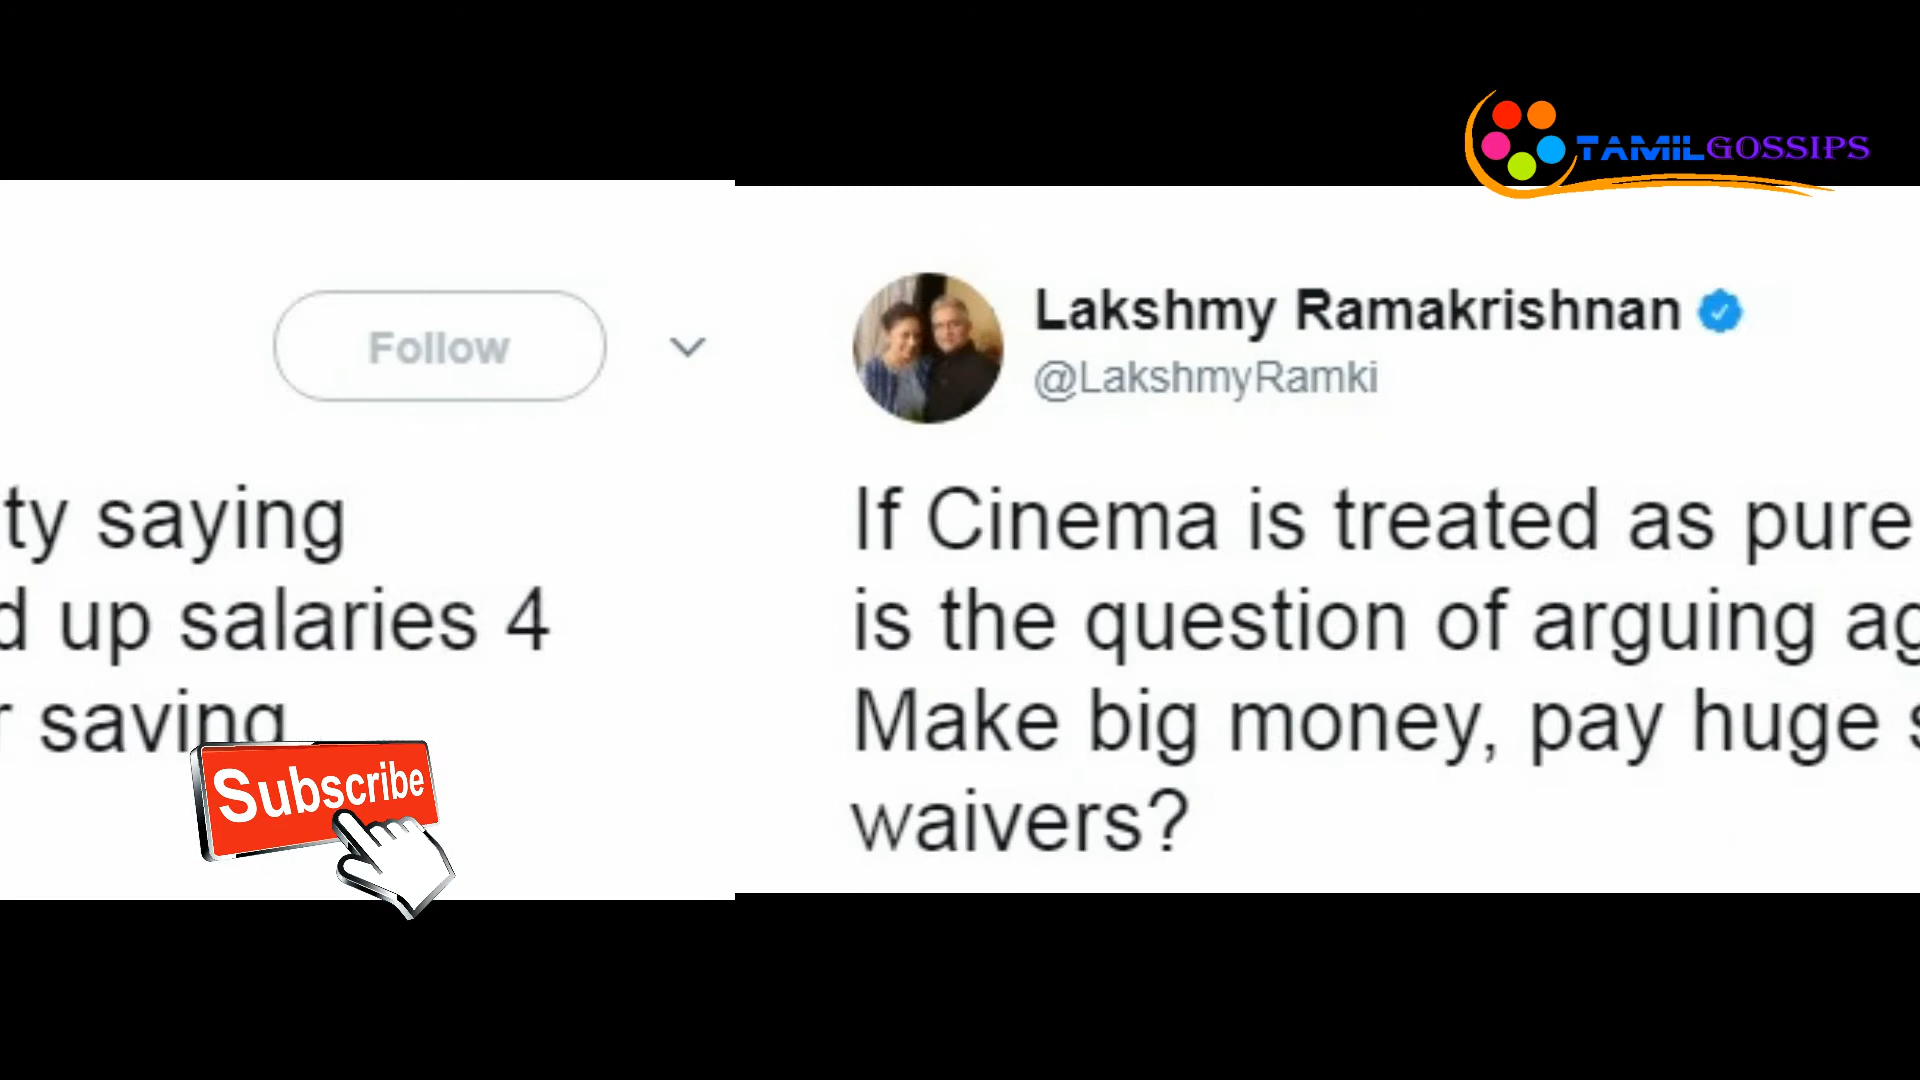 TAMILGOSSIPS
Follow
ty saying
d up salaries 4
r saving
Subscribe
Lakshmy Ramakrishnan
@LakshmyRamki
If Cinema is treated as pure
is the question of arguing ag
Make big money, pay huge s
waivers?